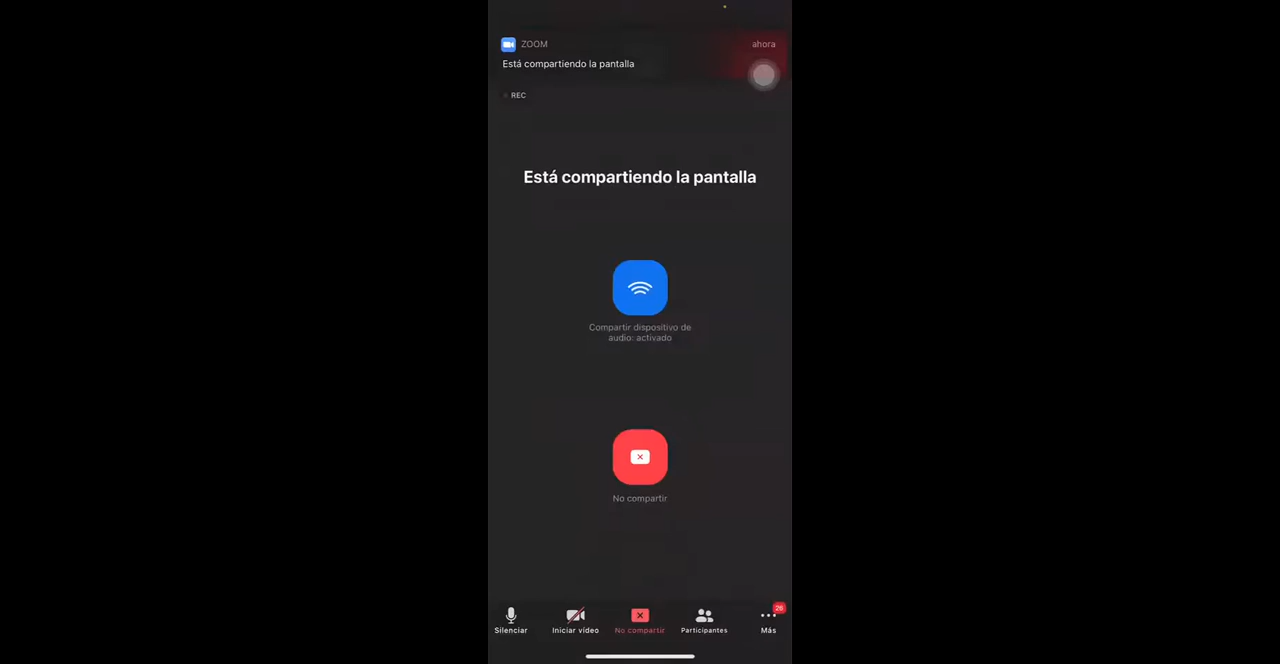 ZOOM
ahora
Está compartiendo la pantalla
REC
Está compartiendo la pantalla
Compartir dispositivo de
audio: activado
No compartir
26
Silenciar
Iniciar vídeo
No compartir
Participantes
Más